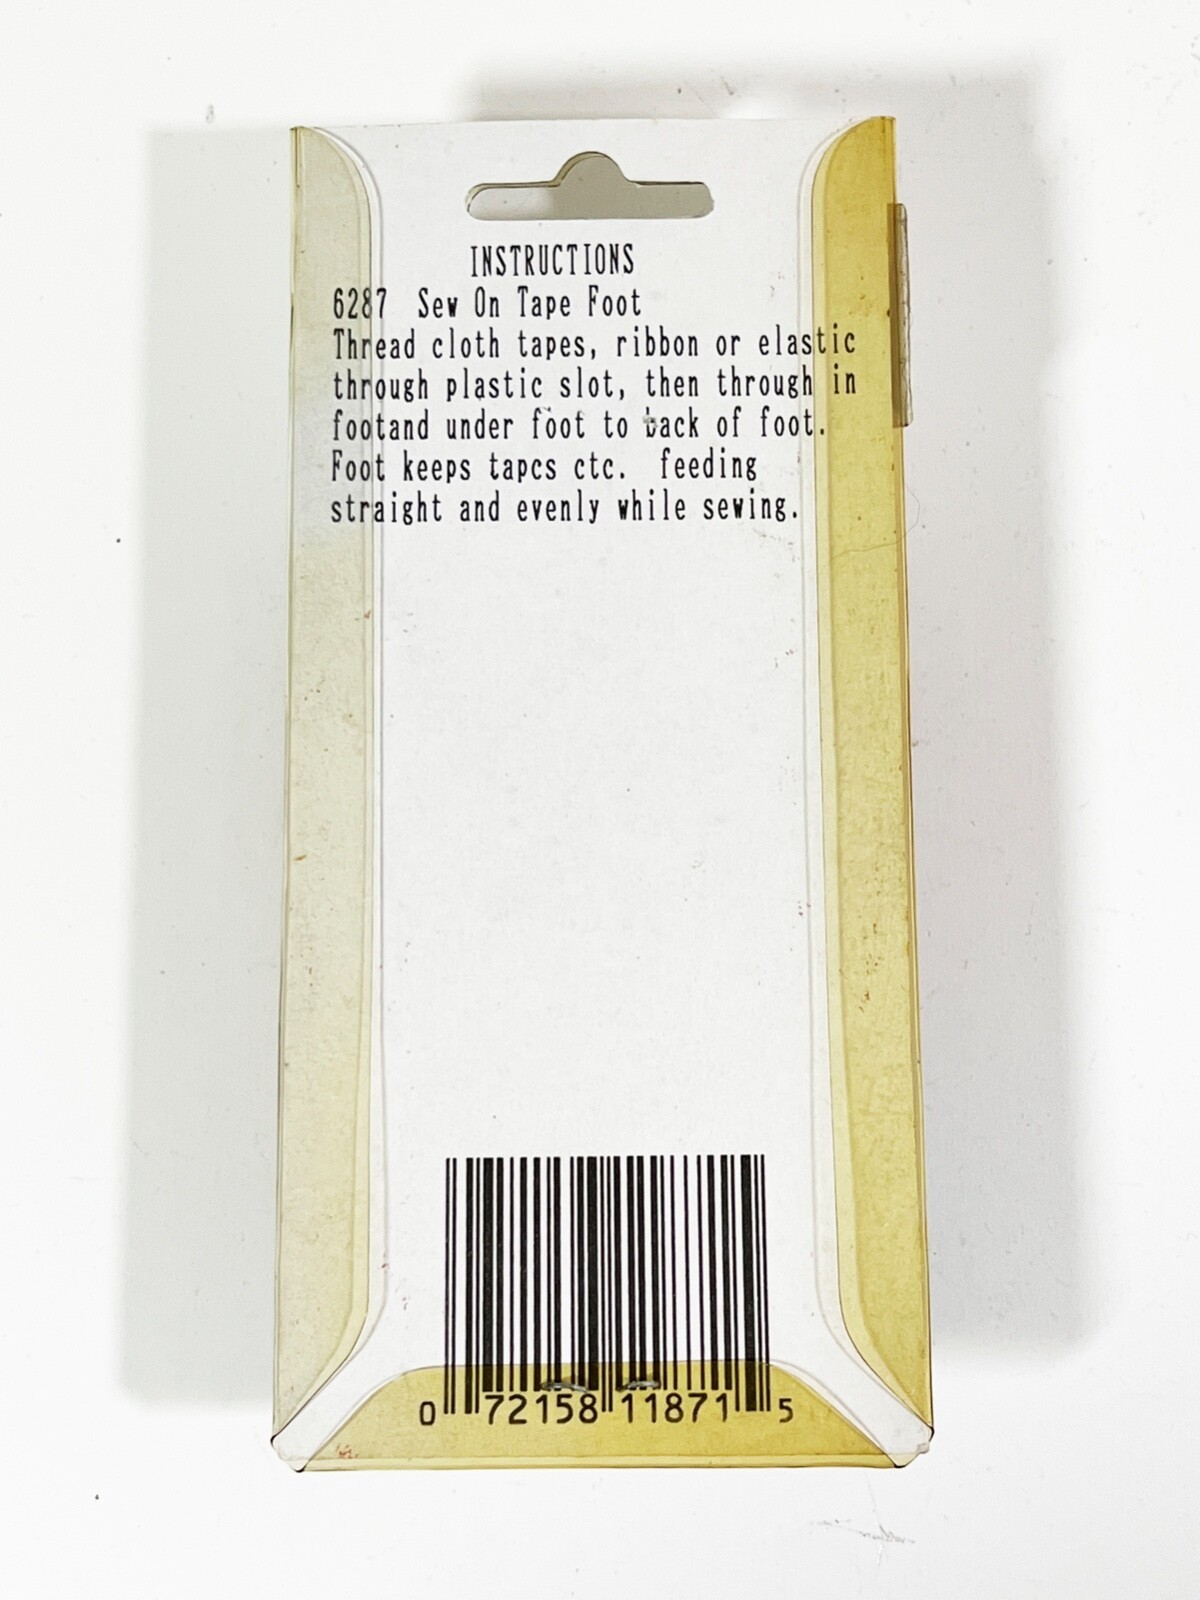 INSTRUCTIONS
6287 Sew On Tape Foot
Thread cloth tapes, ribbon or elastic
through plastic slot, then through in
footand under foot to back of foot.
Foot keeps tapcs ctc. feeding
straight and evenly while sewing.
0 72158 11871 5